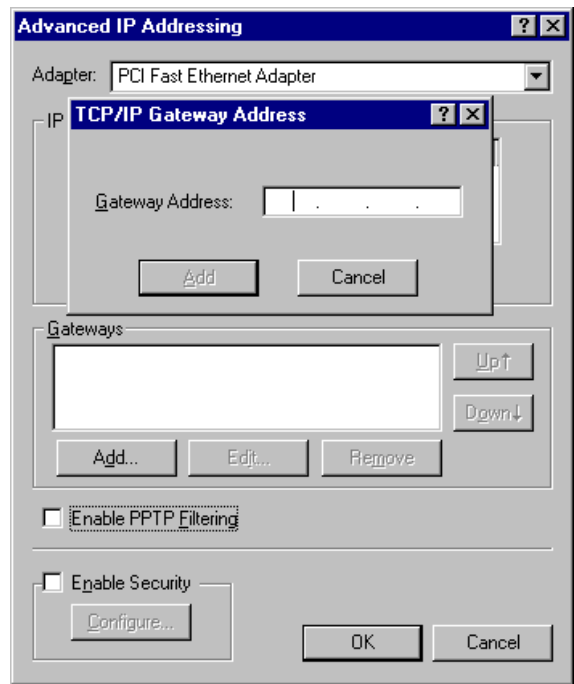 Advanced IP Addressing
Adapter: PCI Fast Ethernet Adapter
IP
TCP/IP Gateway Address
Gateway Address: . . .
Add Cancel
Gateways
Up↑
Down↓
Add... Edit... Remove
Enable PPTP Filtering
Enable Security
Configure...
OK Cancel